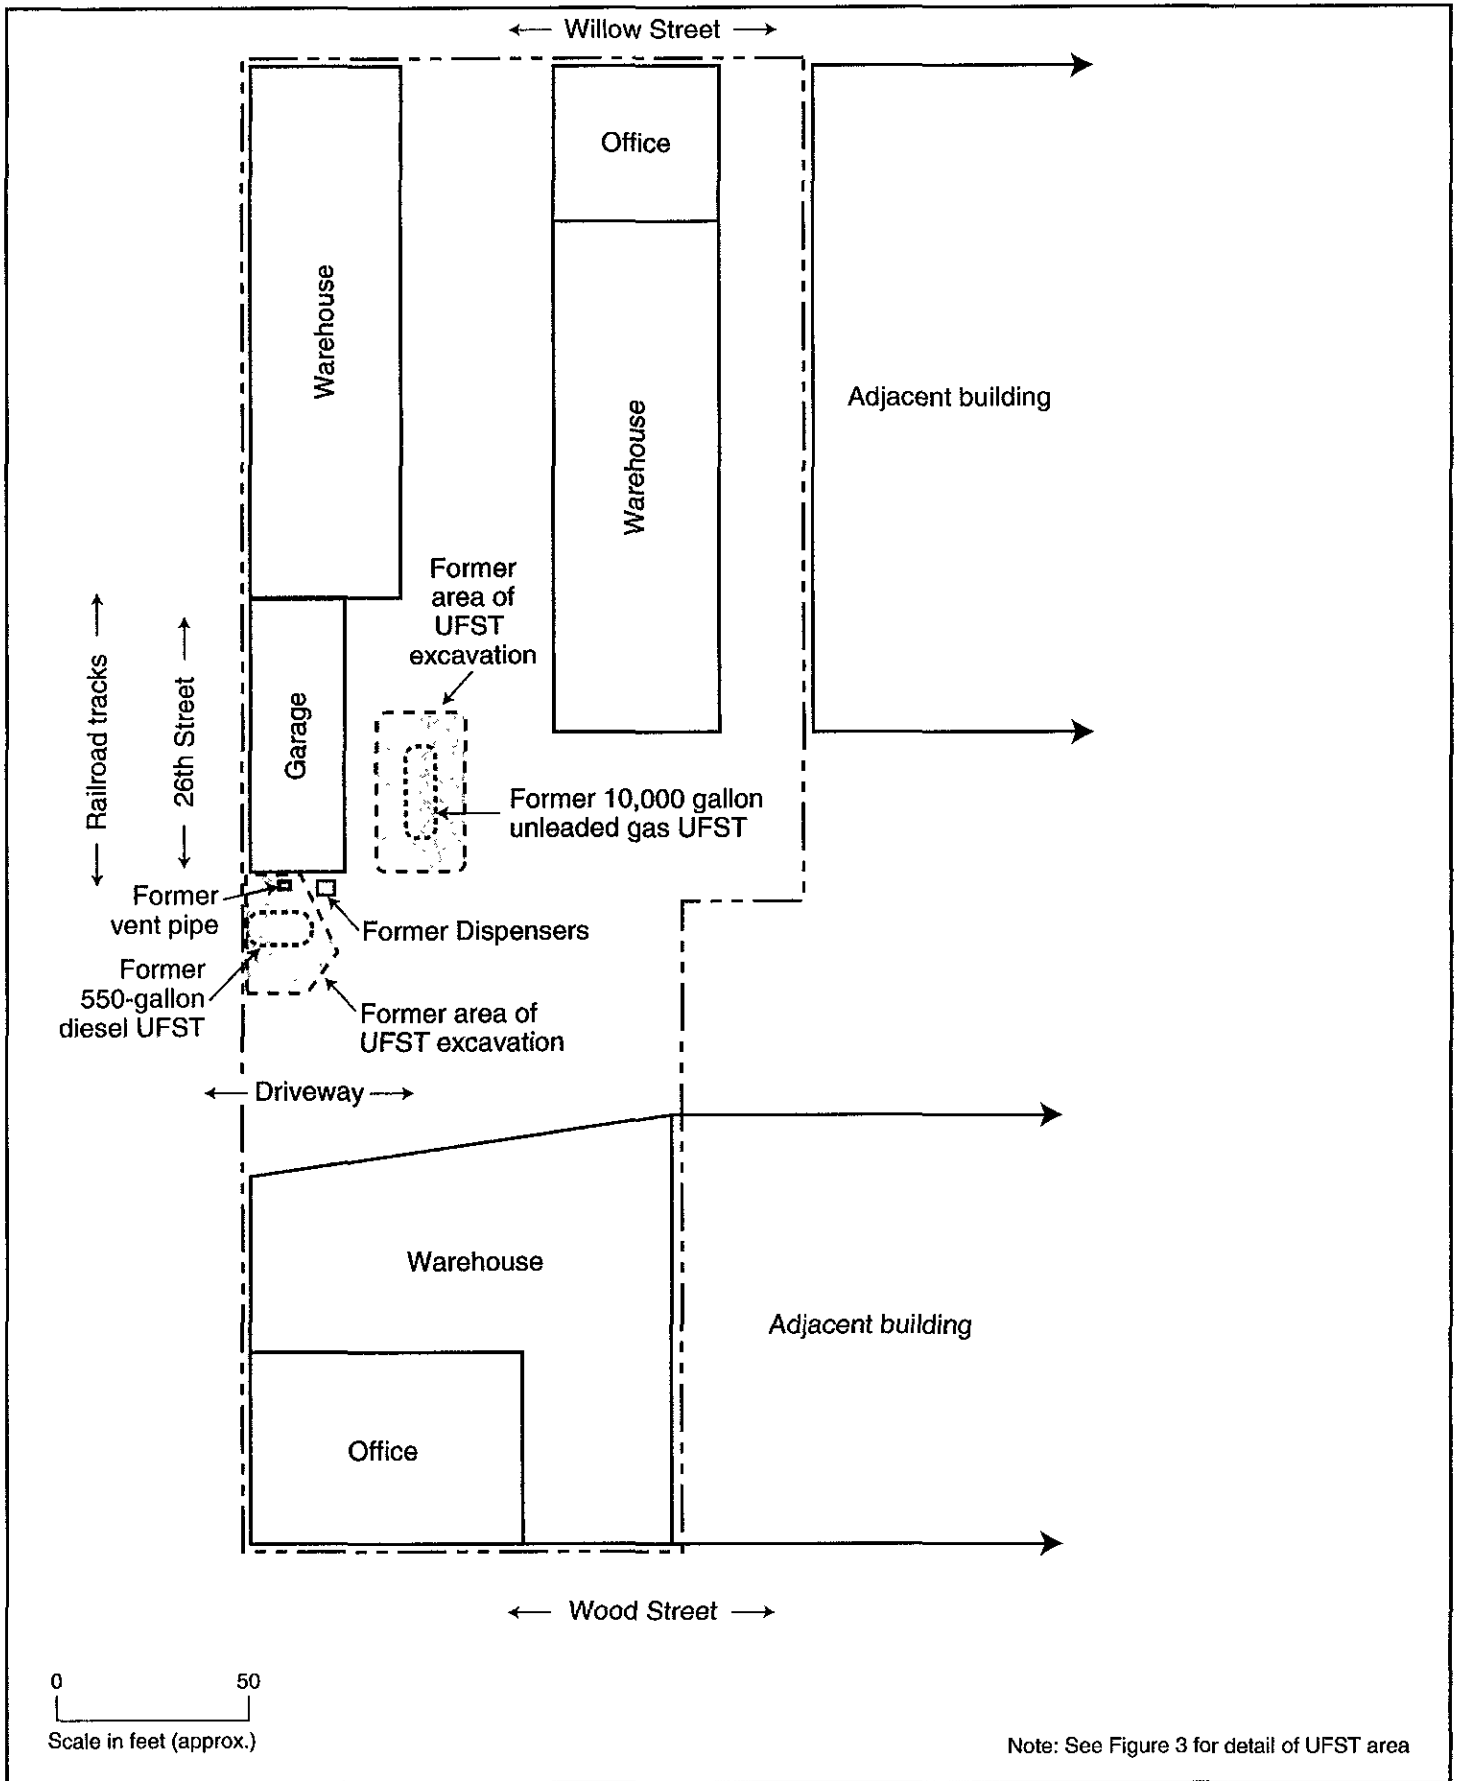 Willow Street
Office
Warehouse
Warehouse
Adjacent building
Former
area of
UFST
excavation
Railroad tracks
26th Street
Garage
Former 10,000 gallon
unleaded gas UFST
Former
vent pipe
Former Dispensers
Former
550-gallon
diesel UFST
Former area of
UFST excavation
Driveway
Warehouse
Adjacent building
Office
Wood Street
0 50
Scale in feet (approx.)
Note: See Figure 3 for detail of UFST area